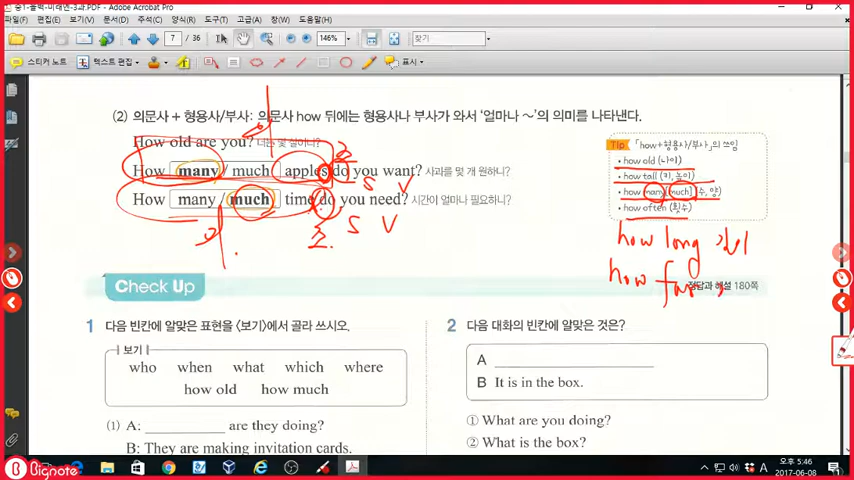 중1-블랙-미래엔-3과.PDF - Adobe Acrobat Pro
파일(F) 편집(E) 보기(V) 문서(D) 주석(C) 양식(R) 도구(T) 고급(A) 창(W) 도움말(H)
7 / 36 146% 찾기
스티커 노트 텍스트 편집 표시
(2) 의문사 + 형용사/부사: 의문사 how 뒤에는 형용사나 부사가 와서 '얼마나 ~'의 의미를 나타낸다.
How old are you? 너는 몇 살이니?
How many / much apples do you want? 사과를 몇 개 원하니?
S V
How many / much time do you need? 시간이 얼마나 필요하니?
S V
Tip 「how+형용사/부사」의 쓰임
• how old (나이)
• how tall (키, 높이)
• how many[much] (수, 양)
• how often (횟수)
how long
how far
정답과 해설 180쪽
Check Up
1 다음 빈칸에 알맞은 표현을 <보기>에서 골라 쓰시오.
보기
who when what which where
how old how much
(1) A: ________ are they doing?
B: They are making invitation cards.
2 다음 대화의 빈칸에 알맞은 것은?
A ________
B It is in the box.
① What are you doing?
② What is the box?
Bignote
A 오후 5:46
2017-06-08